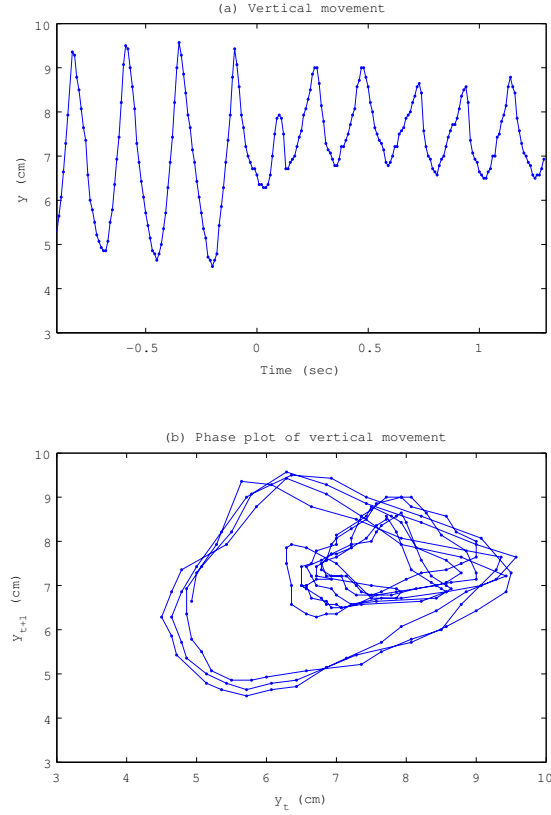 (a) Vertical movement
10
9
8
7
6
5
4
3
y (cm)
−0.5 0 0.5 1
Time (sec)
(b) Phase plot of vertical movement
10
9
8
7
6
5
4
3
y_{t+1} (cm)
3 4 5 6 7 8 9 10
y_t (cm)